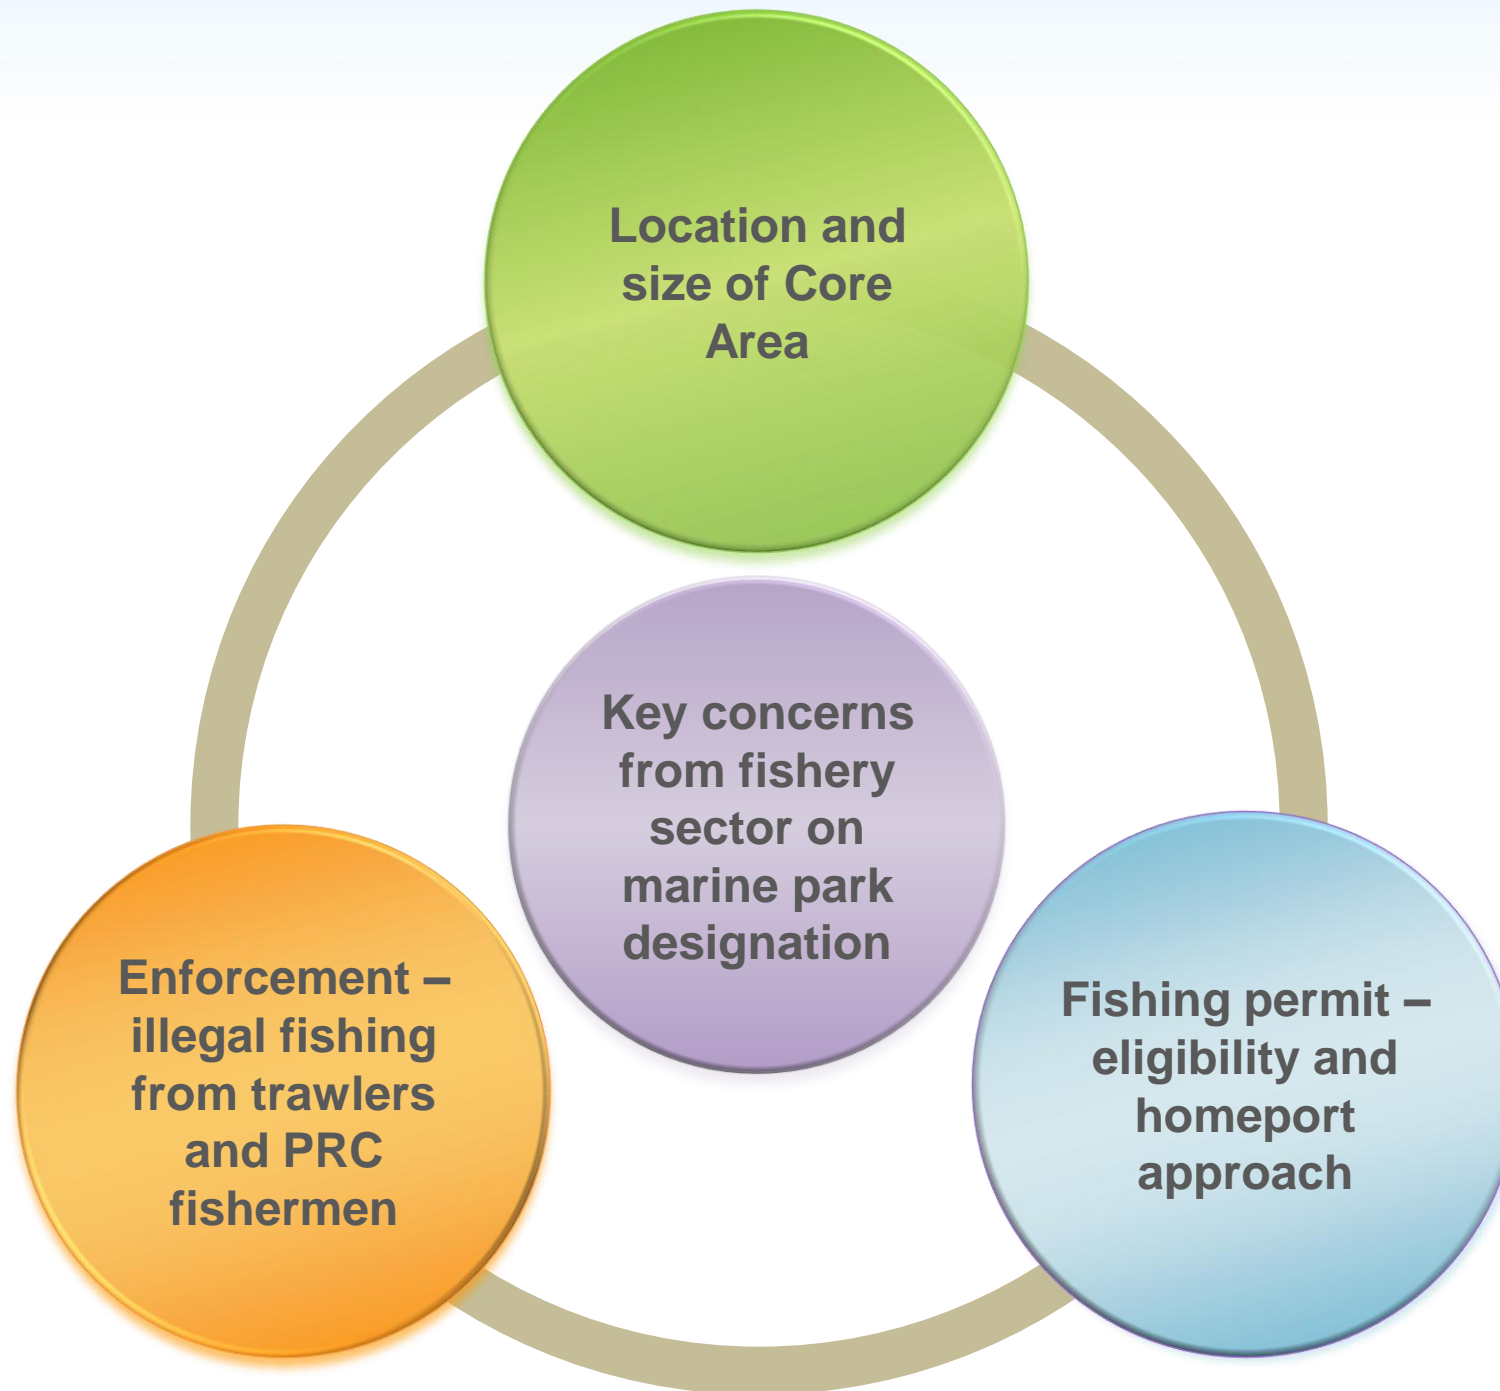 Location and
size of Core
Area
Key concerns
from fishery
sector on
marine park
designation
Enforcement –
illegal fishing
from trawlers
and PRC
fishermen
Fishing permit –
eligibility and
homeport
approach